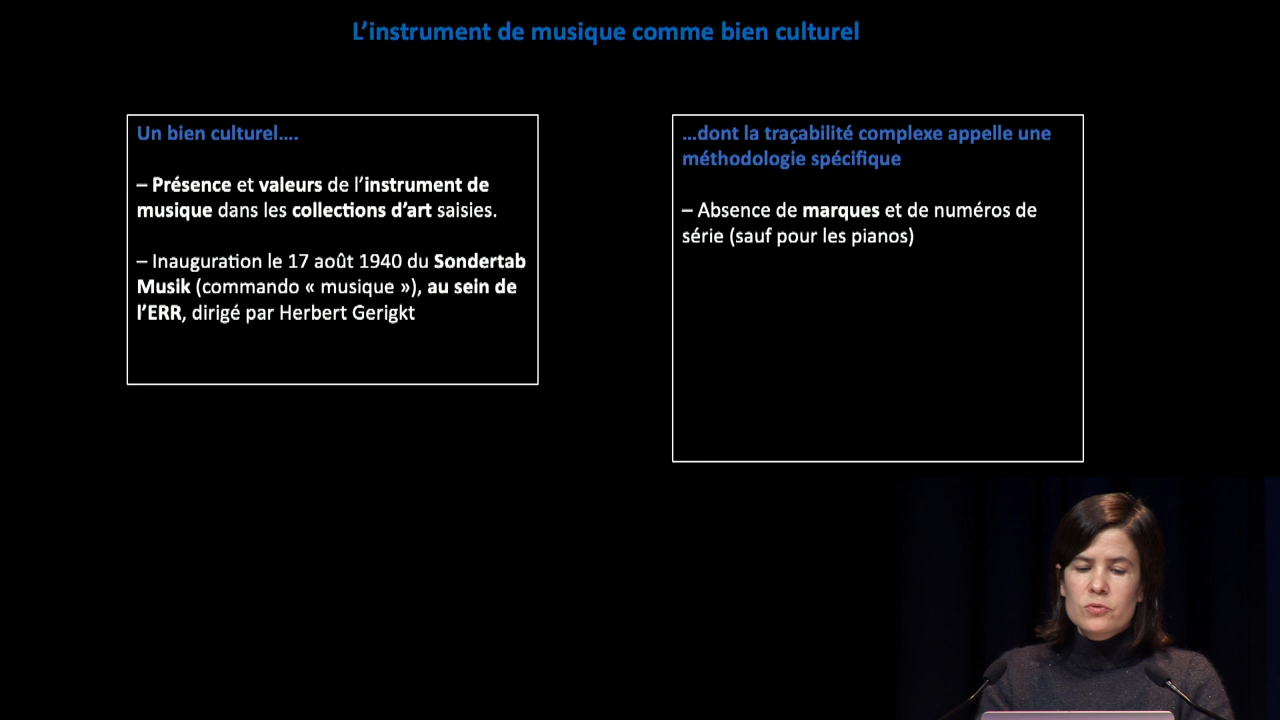 L’instrument de musique comme bien culturel
Un bien culturel….
– Présence et valeurs de l’instrument de
musique dans les collections d’art saisies.
– Inauguration le 17 août 1940 du Sondertab
Musik (commando « musique »), au sein de
l’ERR, dirigé par Herbert Gerigkt
…dont la traçabilité complexe appelle une
méthodologie spécifique
– Absence de marques et de numéros de
série (sauf pour les pianos)